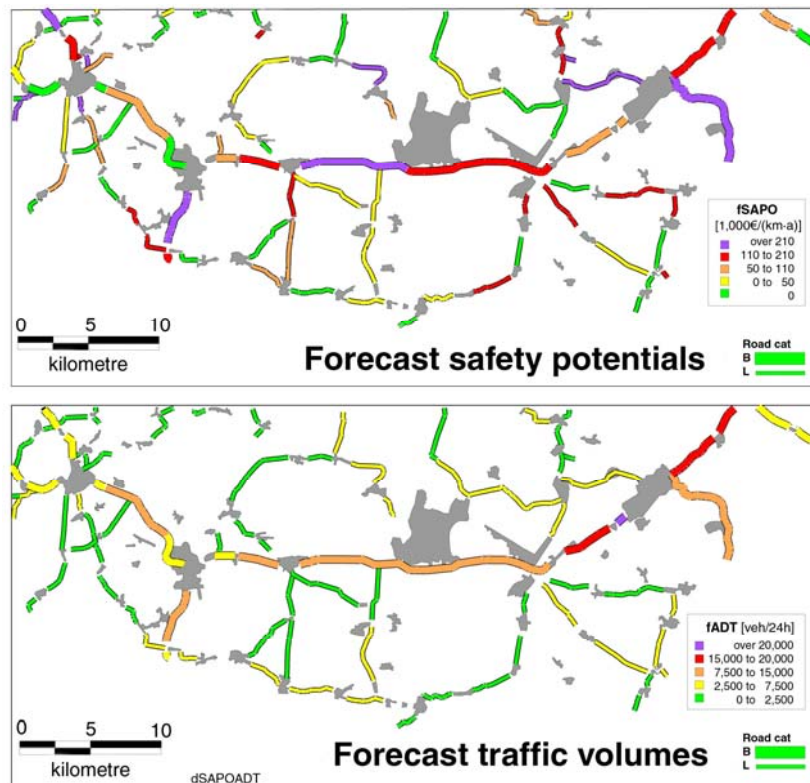 fSAPO
[1,000€/(km·a)]
over 210
110 to 210
50 to 110
0 to 50
0
0 5 10
kilometre
Forecast safety potentials
Road cat
B
L
fADT [veh/24h]
over 20,000
15,000 to 20,000
7,500 to 15,000
2,500 to 7,500
0 to 2,500
0 5 10
kilometre
Forecast traffic volumes
Road cat
B
L
dSAPOADT